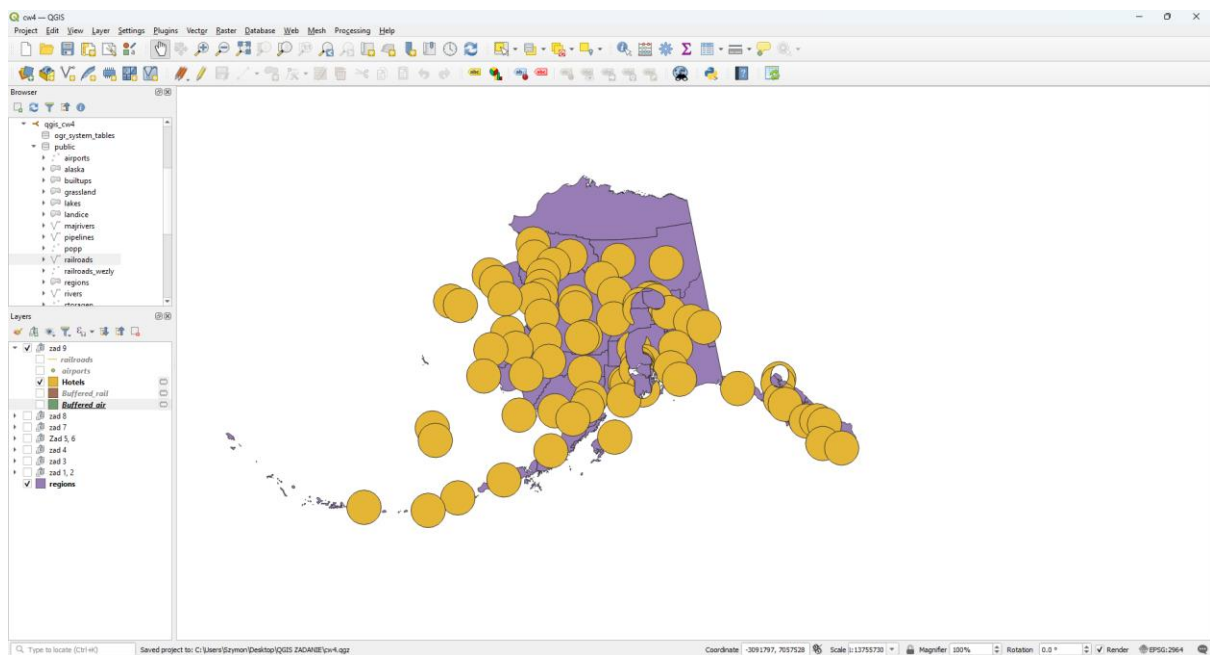 cw4 — QGIS
Project Edit View Layer Settings Plugins Vector Raster Database Web Mesh Processing Help
Browser
qgis_cw4
ogr_system_tables
public
airports
alaska
builtups
grassland
lakes
landice
majrivers
pipelines
popp
railroads
railroads_wezly
regions
rivers
Layers
zad 9
railroads
airports
Hotels
Buffered_rail
Buffered_air
zad 8
zad 7
Zad 5, 6
zad 4
zad 3
zad 1, 2
regions
Type to locate (Ctrl+K) Saved project to: C:\Users\Szymon\Desktop\QGIS ZADANIE\cw4.qgz Coordinate -3091797, 7057528 Scale 1:13755730 Magnifier 100% Rotation 0.0 ° Render EPSG:2964